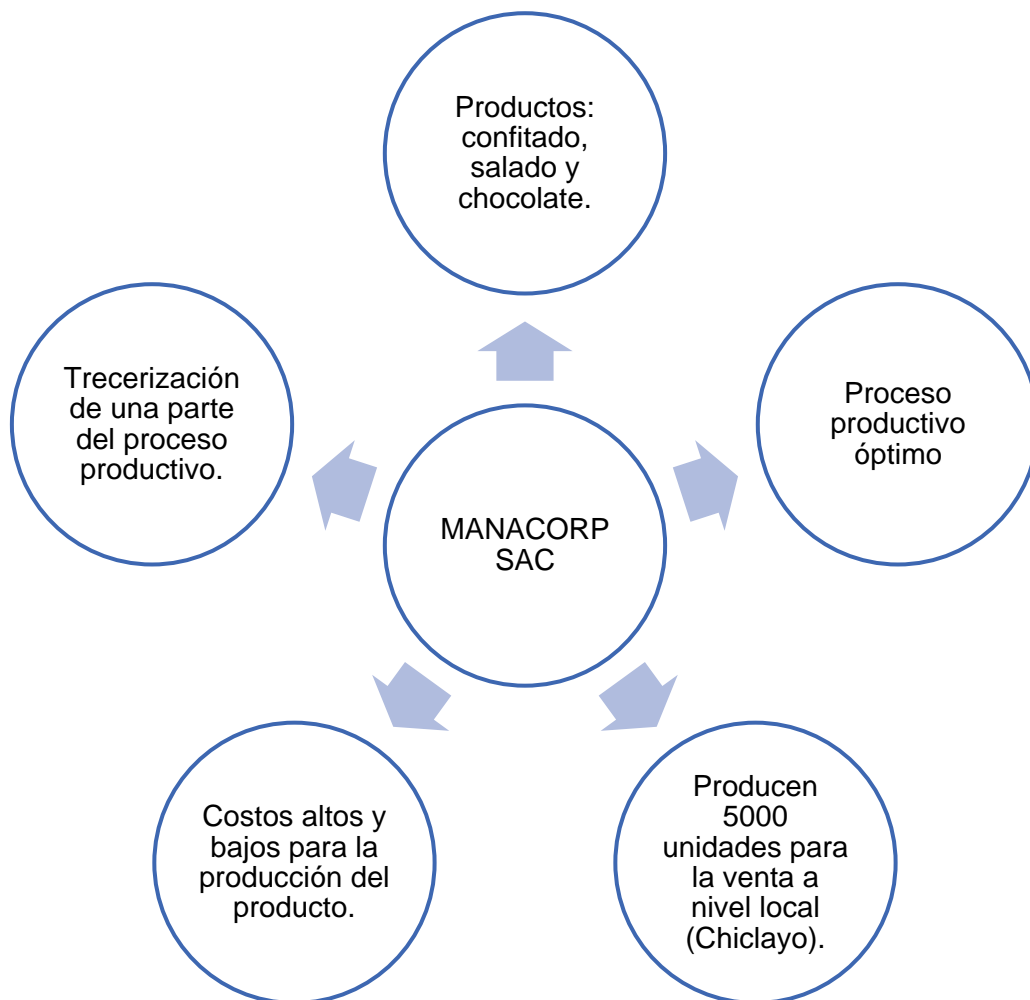 Productos:
confitado,
salado y
chocolate.
Trecerización
de una parte
del proceso
productivo.
Proceso
productivo
óptimo
MANACORP
SAC
Costos altos y
bajos para la
producción del
producto.
Producen
5000
unidades para
la venta a
nivel local
(Chiclayo).